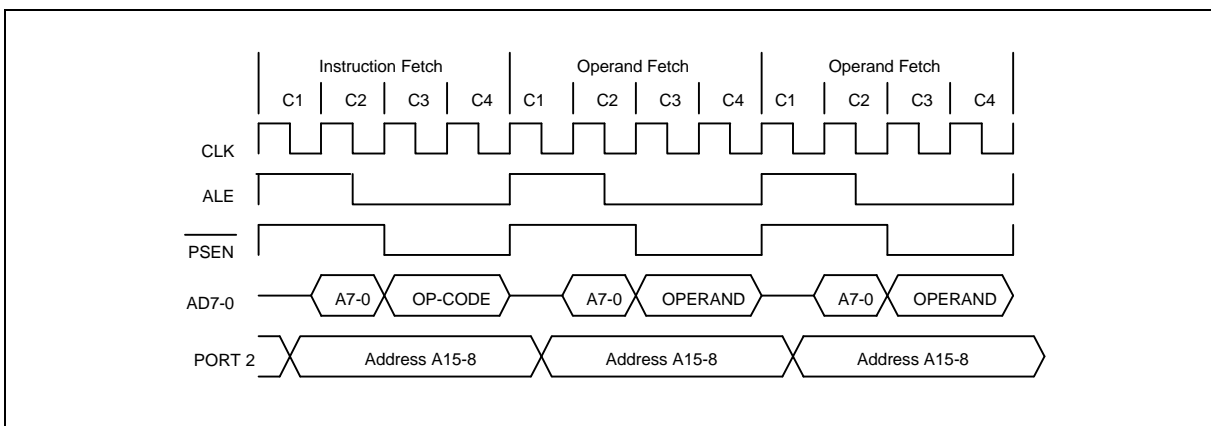 Instruction Fetch Operand Fetch Operand Fetch
C1 C2 C3 C4 C1 C2 C3 C4 C1 C2 C3 C4
CLK
ALE
PSEN
AD7-0 A7-0 OP-CODE A7-0 OPERAND A7-0 OPERAND
PORT 2 Address A15-8 Address A15-8 Address A15-8